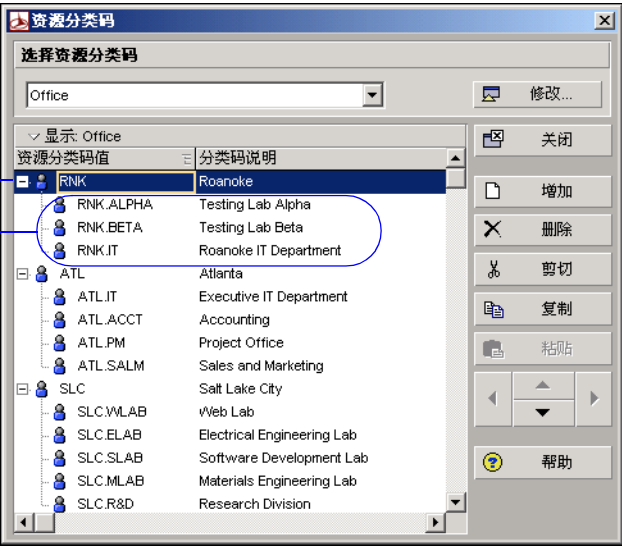 资源分类码
选择资源分类码
Office
修改...
显示: Office
资源分类码值 分类码说明
RNK Roanoke
RNK.ALPHA Testing Lab Alpha
RNK.BETA Testing Lab Beta
RNK.IT Roanoke IT Department
ATL Atlanta
ATL.IT Executive IT Department
ATL.ACCT Accounting
ATL.PM Project Office
ATL.SALM Sales and Marketing
SLC Salt Lake City
SLC.WLAB Web Lab
SLC.ELAB Electrical Engineering Lab
SLC.SLAB Software Development Lab
SLC.MLAB Materials Engineering Lab
SLC.R&D Research Division
关闭
增加
删除
剪切
复制
粘贴
帮助